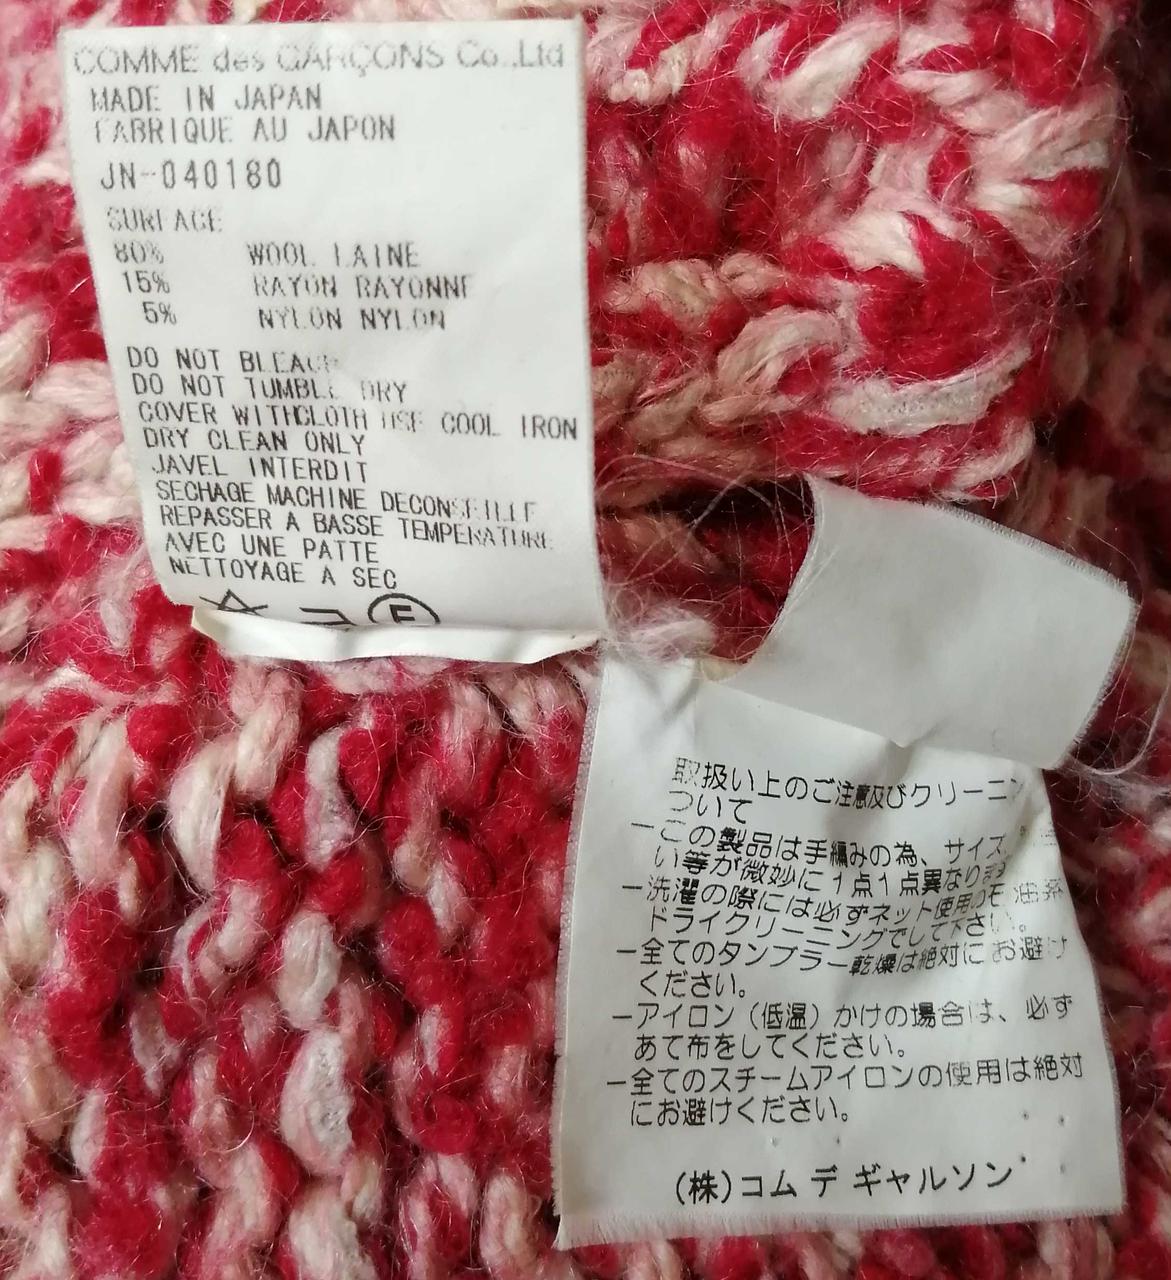 COMME des GARÇONS Co.,Ltd
MADE IN JAPAN
FABRIQUE AU JAPON
JN-040180
SURFACE
80% WOOL LAINE
15% RAYON RAYONNE
5% NYLON NYLON
DO NOT BLEACH
DO NOT TUMBLE DRY
COVER WITHCLOTH USE COOL IRON
DRY CLEAN ONLY
JAVEL INTERDIT
SECHAGE MACHINE DECONSEILLE
REPASSER A BASSE TEMPERATURE
AVEC UNE PATTE
NETTOYAGE A SEC
F
取扱い上のご注意及びクリーニン
ついて
ーこの製品は手編みの為、サイズ、
い等が微妙に1点1点異なります
ー洗濯の際には必ずネット使用の 油系
ドライクリーニングでして下さい。
ー全てのタンブラー乾燥は絶対にお避け
ください。
ーアイロン(低温)かけの場合は、必ず
あて布をしてください。
ー全てのスチームアイロンの使用は絶対
にお避けください。
(株)コム デ ギャルソン